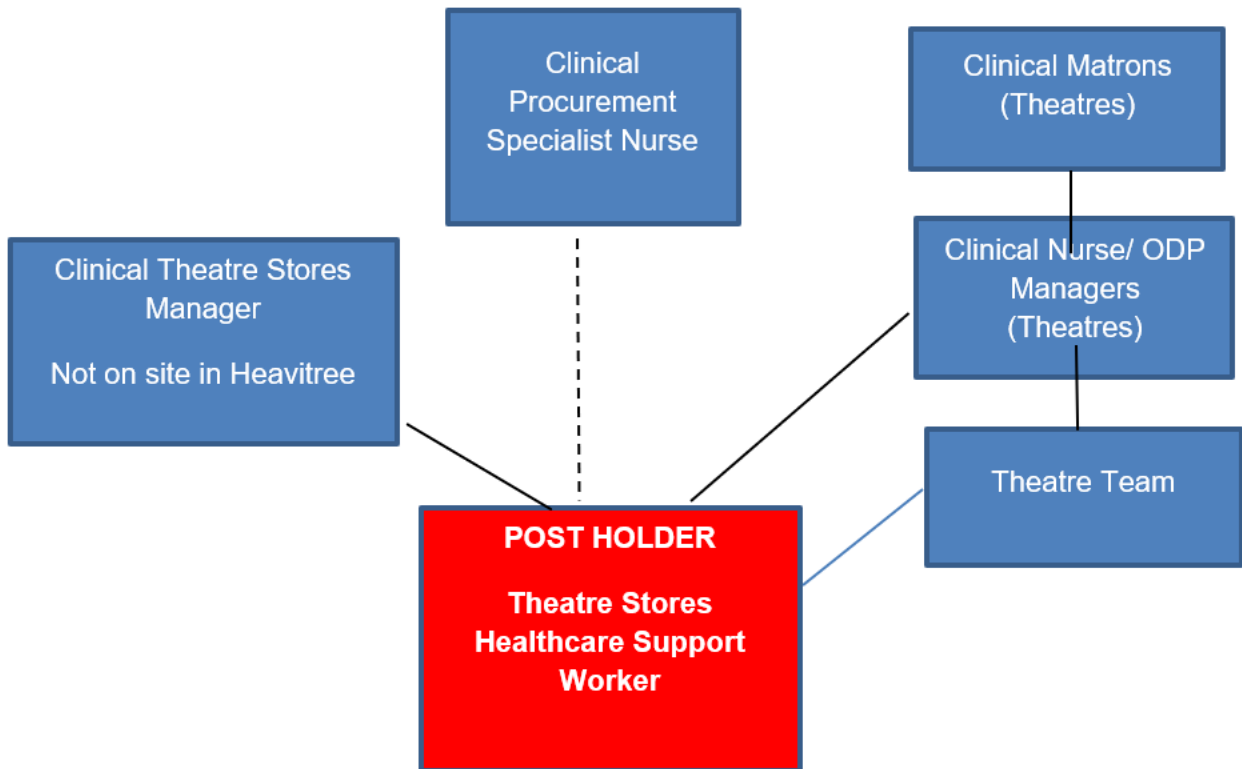 Clinical
Procurement
Specialist Nurse
Clinical Matrons
(Theatres)
Clinical Theatre Stores
Manager
Not on site in Heavitree
Clinical Nurse/ ODP
Managers
(Theatres)
Theatre Team
POST HOLDER
Theatre Stores
Healthcare Support
Worker